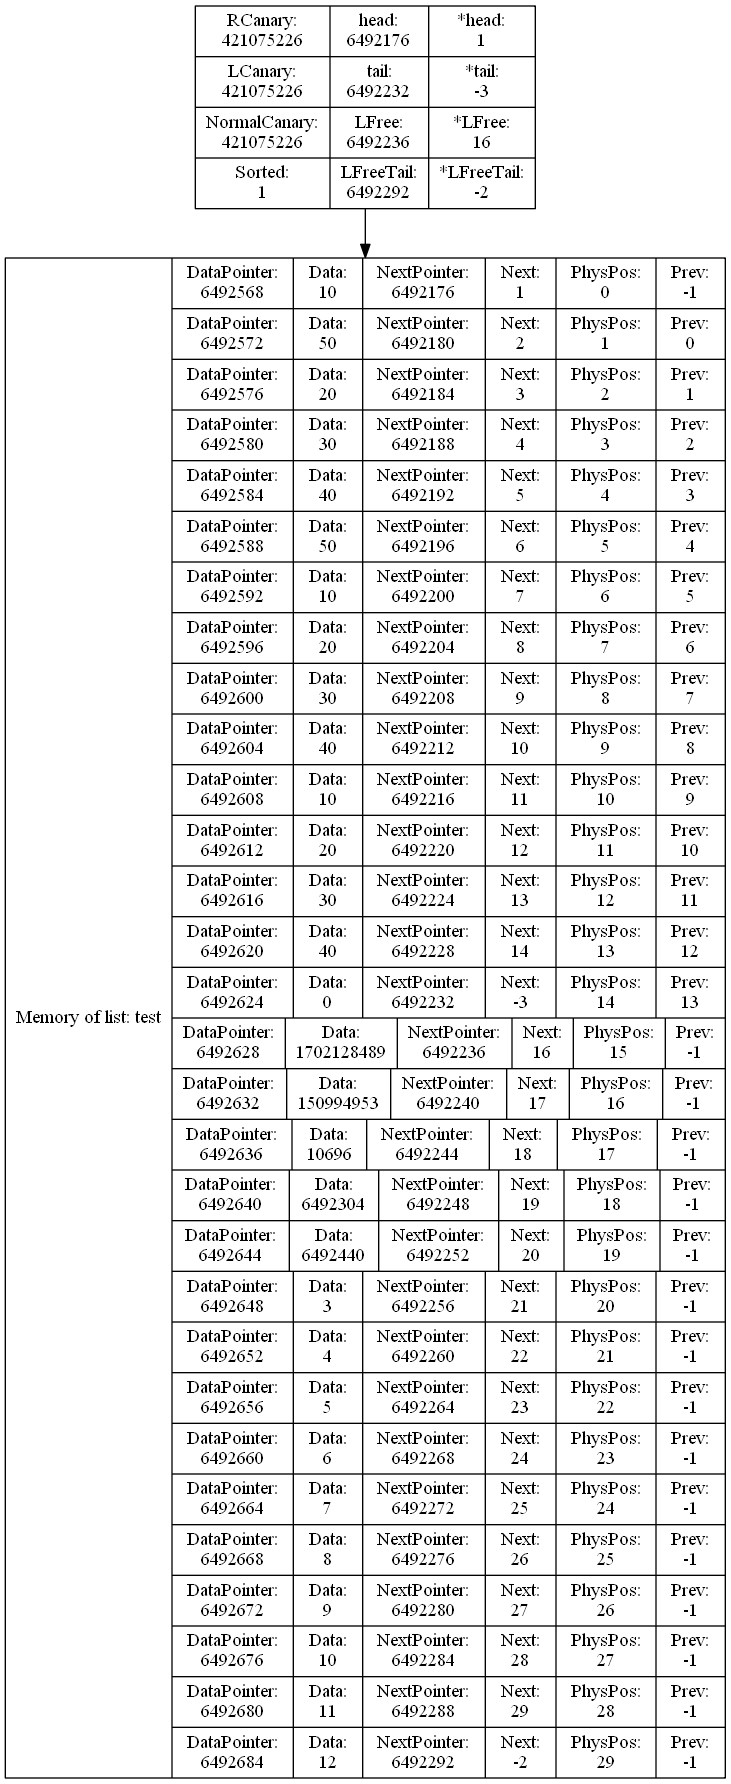 RCanary: head: *head:
421075226 6492176 1
LCanary: tail: *tail:
421075226 6492232 -3
NormalCanary: LFree: *LFree:
421075226 6492236 16
Sorted: LFreeTail: *LFreeTail:
1 6492292 -2
DataPointer: Data: NextPointer: Next: PhysPos: Prev:
6492568 10 6492176 1 0 -1
DataPointer: Data: NextPointer: Next: PhysPos: Prev:
6492572 50 6492180 2 1 0
DataPointer: Data: NextPointer: Next: PhysPos: Prev:
6492576 20 6492184 3 2 1
DataPointer: Data: NextPointer: Next: PhysPos: Prev:
6492580 30 6492188 4 3 2
DataPointer: Data: NextPointer: Next: PhysPos: Prev:
6492584 40 6492192 5 4 3
DataPointer: Data: NextPointer: Next: PhysPos: Prev:
6492588 50 6492196 6 5 4
DataPointer: Data: NextPointer: Next: PhysPos: Prev:
6492592 10 6492200 7 6 5
DataPointer: Data: NextPointer: Next: PhysPos: Prev:
6492596 20 6492204 8 7 6
DataPointer: Data: NextPointer: Next: PhysPos: Prev:
6492600 30 6492208 9 8 7
DataPointer: Data: NextPointer: Next: PhysPos: Prev:
6492604 40 6492212 10 9 8
DataPointer: Data: NextPointer: Next: PhysPos: Prev:
6492608 10 6492216 11 10 9
DataPointer: Data: NextPointer: Next: PhysPos: Prev:
6492612 20 6492220 12 11 10
DataPointer: Data: NextPointer: Next: PhysPos: Prev:
6492616 30 6492224 13 12 11
DataPointer: Data: NextPointer: Next: PhysPos: Prev:
6492620 40 6492228 14 13 12
DataPointer: Data: NextPointer: Next: PhysPos: Prev:
6492624 0 6492232 -3 14 13
Memory of list: test
DataPointer: Data: NextPointer: Next: PhysPos: Prev:
6492628 1702128489 6492236 16 15 -1
DataPointer: Data: NextPointer: Next: PhysPos: Prev:
6492632 150994953 6492240 17 16 -1
DataPointer: Data: NextPointer: Next: PhysPos: Prev:
6492636 10696 6492244 18 17 -1
DataPointer: Data: NextPointer: Next: PhysPos: Prev:
6492640 6492304 6492248 19 18 -1
DataPointer: Data: NextPointer: Next: PhysPos: Prev:
6492644 6492440 6492252 20 19 -1
DataPointer: Data: NextPointer: Next: PhysPos: Prev:
6492648 3 6492256 21 20 -1
DataPointer: Data: NextPointer: Next: PhysPos: Prev:
6492652 4 6492260 22 21 -1
DataPointer: Data: NextPointer: Next: PhysPos: Prev:
6492656 5 6492264 23 22 -1
DataPointer: Data: NextPointer: Next: PhysPos: Prev:
6492660 6 6492268 24 23 -1
DataPointer: Data: NextPointer: Next: PhysPos: Prev:
6492664 7 6492272 25 24 -1
DataPointer: Data: NextPointer: Next: PhysPos: Prev:
6492668 8 6492276 26 25 -1
DataPointer: Data: NextPointer: Next: PhysPos: Prev:
6492672 9 6492280 27 26 -1
DataPointer: Data: NextPointer: Next: PhysPos: Prev:
6492676 10 6492284 28 27 -1
DataPointer: Data: NextPointer: Next: PhysPos: Prev:
6492680 11 6492288 29 28 -1
DataPointer: Data: NextPointer: Next: PhysPos: Prev:
6492684 12 6492292 -2 29 -1